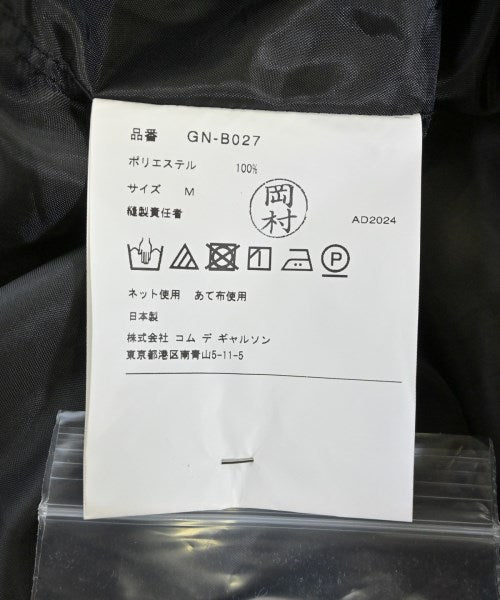 品番 GN-B027
ポリエステル 100%
サイズ M
縫製責任者
岡村
AD2024
P
ネット使用 あて布使用
日本製
株式会社 コム デ ギャルソン
東京都港区南青山5-11-5